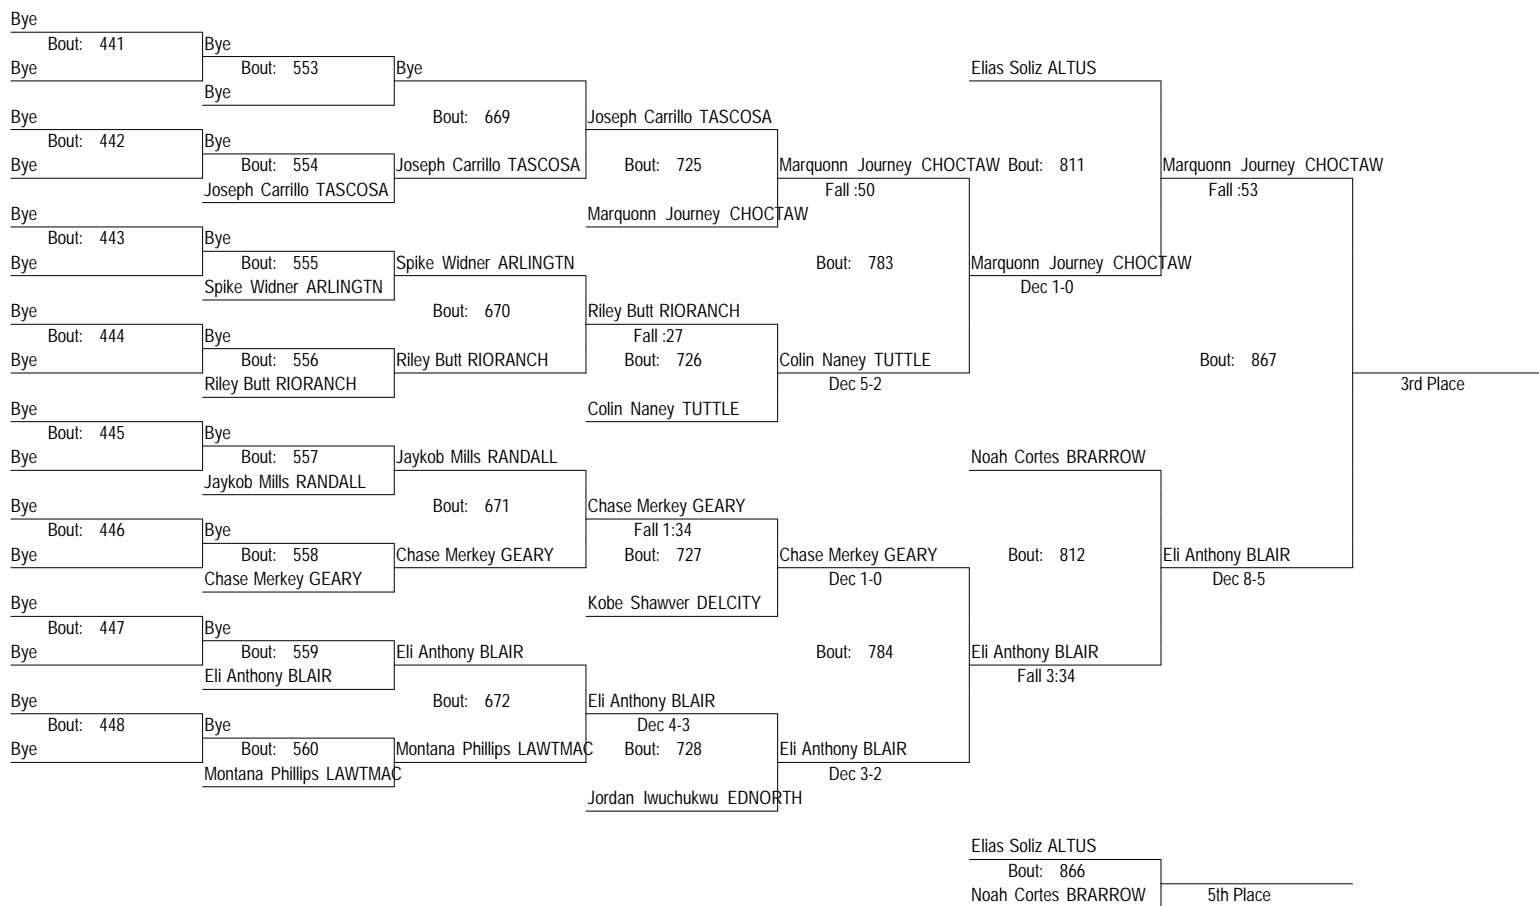 Bye
Bout: 441 Bye
Bye Bout: 553 Bye Elias Soliz ALTUS
Bye
Bye Bout: 669 Joseph Carrillo TASCOSA
Bout: 442 Bye
Bye Bout: 554 Joseph Carrillo TASCOSA Bout: 725 Marquonn Journey CHOCTAW Bout: 811 Marquonn Journey CHOCTAW
Joseph Carrillo TASCOSA Fall :50 Fall :53
Bye Marquonn Journey CHOCTAW
Bout: 443 Bye
Bye Bout: 555 Spike Widner ARLINGTN Bout: 783 Marquonn Journey CHOCTAW
Spike Widner ARLINGTN Dec 1-0
Bye Bout: 670 Riley Butt RIORANCH
Bout: 444 Bye Fall :27
Bye Bout: 556 Riley Butt RIORANCH Bout: 726 Colin Naney TUTTLE Bout: 867
Riley Butt RIORANCH Dec 5-2 3rd Place
Bye Colin Naney TUTTLE
Bout: 445 Bye
Bye Bout: 557 Jaykob Mills RANDALL Noah Cortes BRARROW
Jaykob Mills RANDALL
Bye Bout: 671 Chase Merkey GEARY
Bout: 446 Bye Fall 1:34
Bye Bout: 558 Chase Merkey GEARY Bout: 727 Chase Merkey GEARY Bout: 812 Eli Anthony BLAIR
Chase Merkey GEARY Dec 1-0 Dec 8-5
Bye Kobe Shawver DELCITY
Bout: 447 Bye
Bye Bout: 559 Eli Anthony BLAIR Bout: 784 Eli Anthony BLAIR
Eli Anthony BLAIR Fall 3:34
Bye Bout: 672 Eli Anthony BLAIR
Bout: 448 Bye Dec 4-3
Bye Bout: 560 Montana Phillips LAWTMAC Bout: 728 Eli Anthony BLAIR
Montana Phillips LAWTMAC Dec 3-2
Jordan Iwuchukwu EDNORTH
Elias Soliz ALTUS
Bout: 866
Noah Cortes BRARROW 5th Place